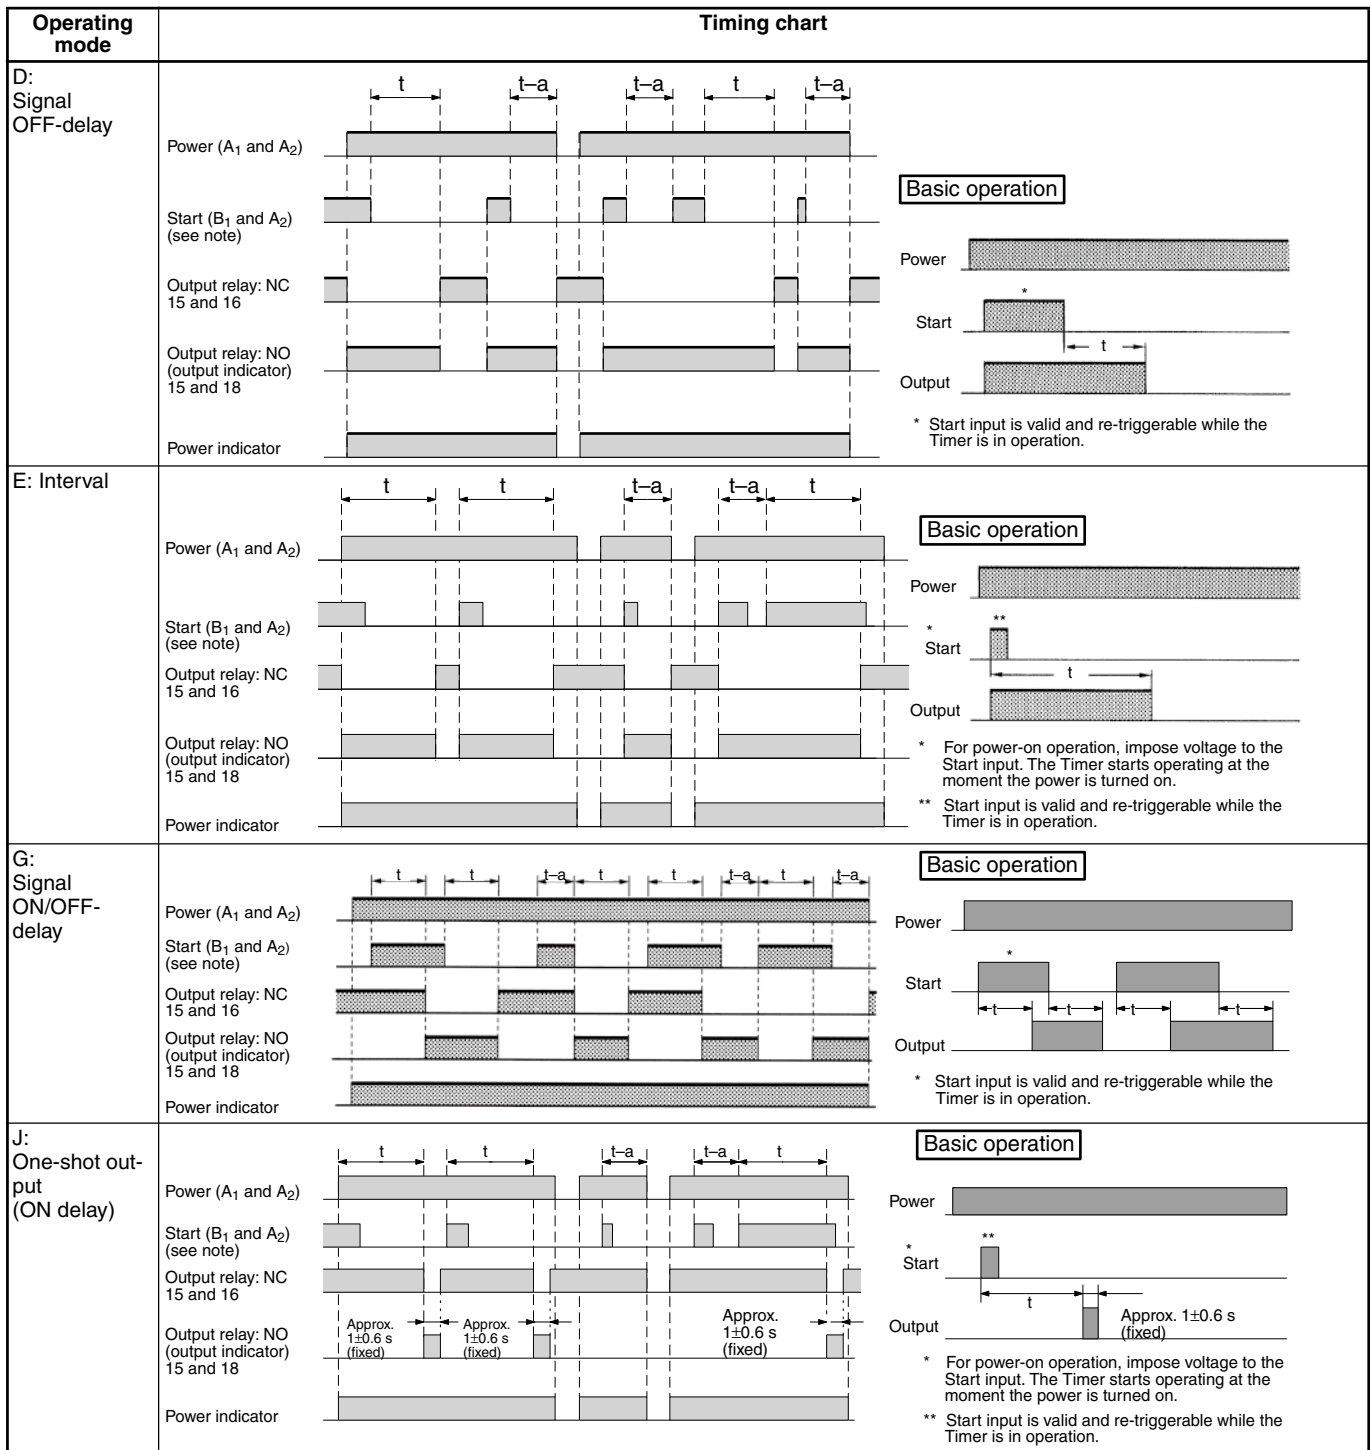 Operating
mode
Timing chart
D:
Signal
OFF-delay
t
t–a
t–a
t
t–a
Power (A1 and A2)
Start (B1 and A2)
(see note)
Output relay: NC
15 and 16
Output relay: NO
(output indicator)
15 and 18
Power indicator
Basic operation
Power
*
Start
t
Output
* Start input is valid and re-triggerable while the
Timer is in operation.
E: Interval
t
t
t–a
t–a
t
Power (A1 and A2)
Start (B1 and A2)
(see note)
Output relay: NC
15 and 16
Output relay: NO
(output indicator)
15 and 18
Power indicator
Basic operation
Power
*
**
Start
t
Output
* For power-on operation, impose voltage to the
Start input. The Timer starts operating at the
moment the power is turned on.
** Start input is valid and re-triggerable while the
Timer is in operation.
G:
Signal
ON/OFF-
delay
t
t
t–a
t
t
t–a
t
t–a
Power (A1 and A2)
Start (B1 and A2)
(see note)
Output relay: NC
15 and 16
Output relay: NO
(output indicator)
15 and 18
Power indicator
Basic operation
Power
*
Start
t
t
t
t
Output
* Start input is valid and re-triggerable while the
Timer is in operation.
J:
One-shot out-
put
(ON delay)
t
t
t–a
t–a
t
Power (A1 and A2)
Start (B1 and A2)
(see note)
Output relay: NC
15 and 16
Output relay: NO
(output indicator)
15 and 18
Approx.
1±0.6 s
(fixed)
Approx.
1±0.6 s
(fixed)
Approx.
1±0.6 s
(fixed)
Power indicator
Basic operation
Power
*
**
Start
t
Output
Approx. 1±0.6 s
(fixed)
* For power-on operation, impose voltage to the
Start input. The Timer starts operating at the
moment the power is turned on.
** Start input is valid and re-triggerable while the
Timer is in operation.